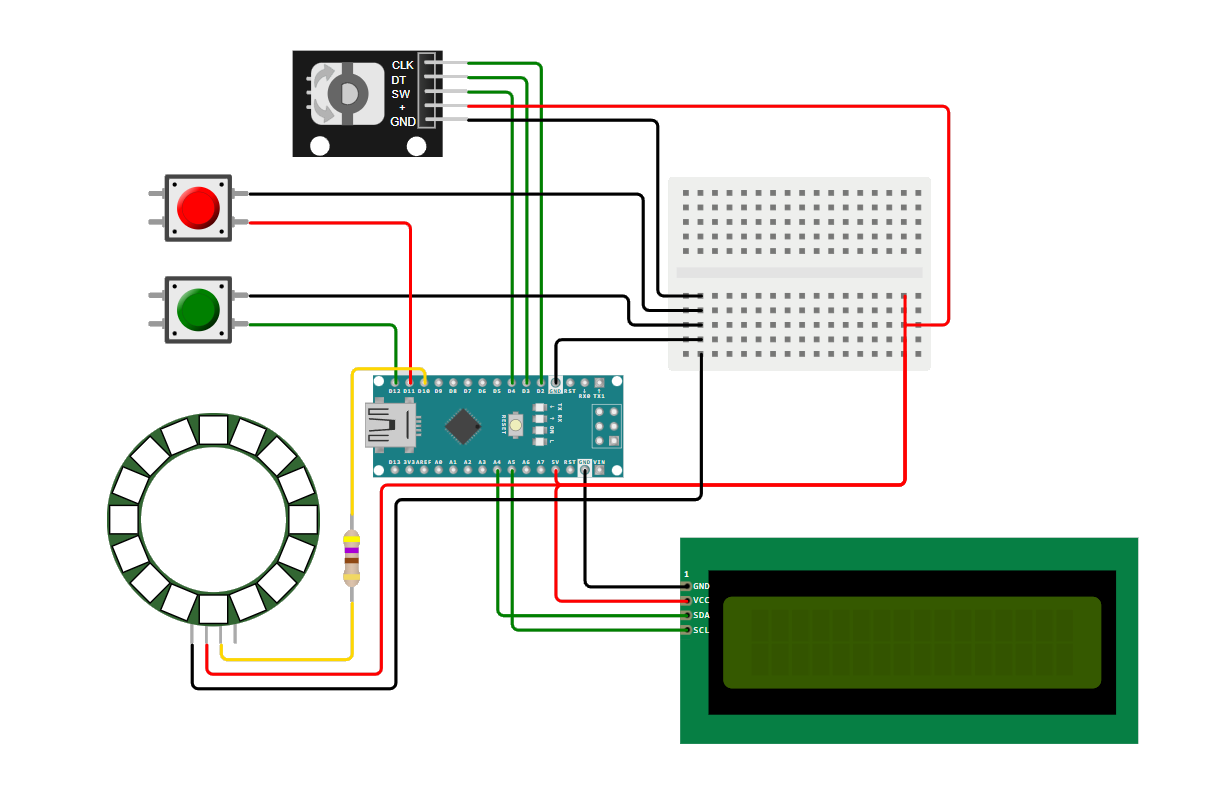 CLK
DT
SW
+
GND
D12 D11 D10 D9 D8 D7 D6 D5 D4 D3 D2 GND RST ↓ ↑
RX0 TX1
RESET
TX RX ON L
D13 3V3 AREF A0 A1 A2 A3 A4 A5 A6 A7 5V RST GND VIN
1
GND
VCC
SDA
SCL